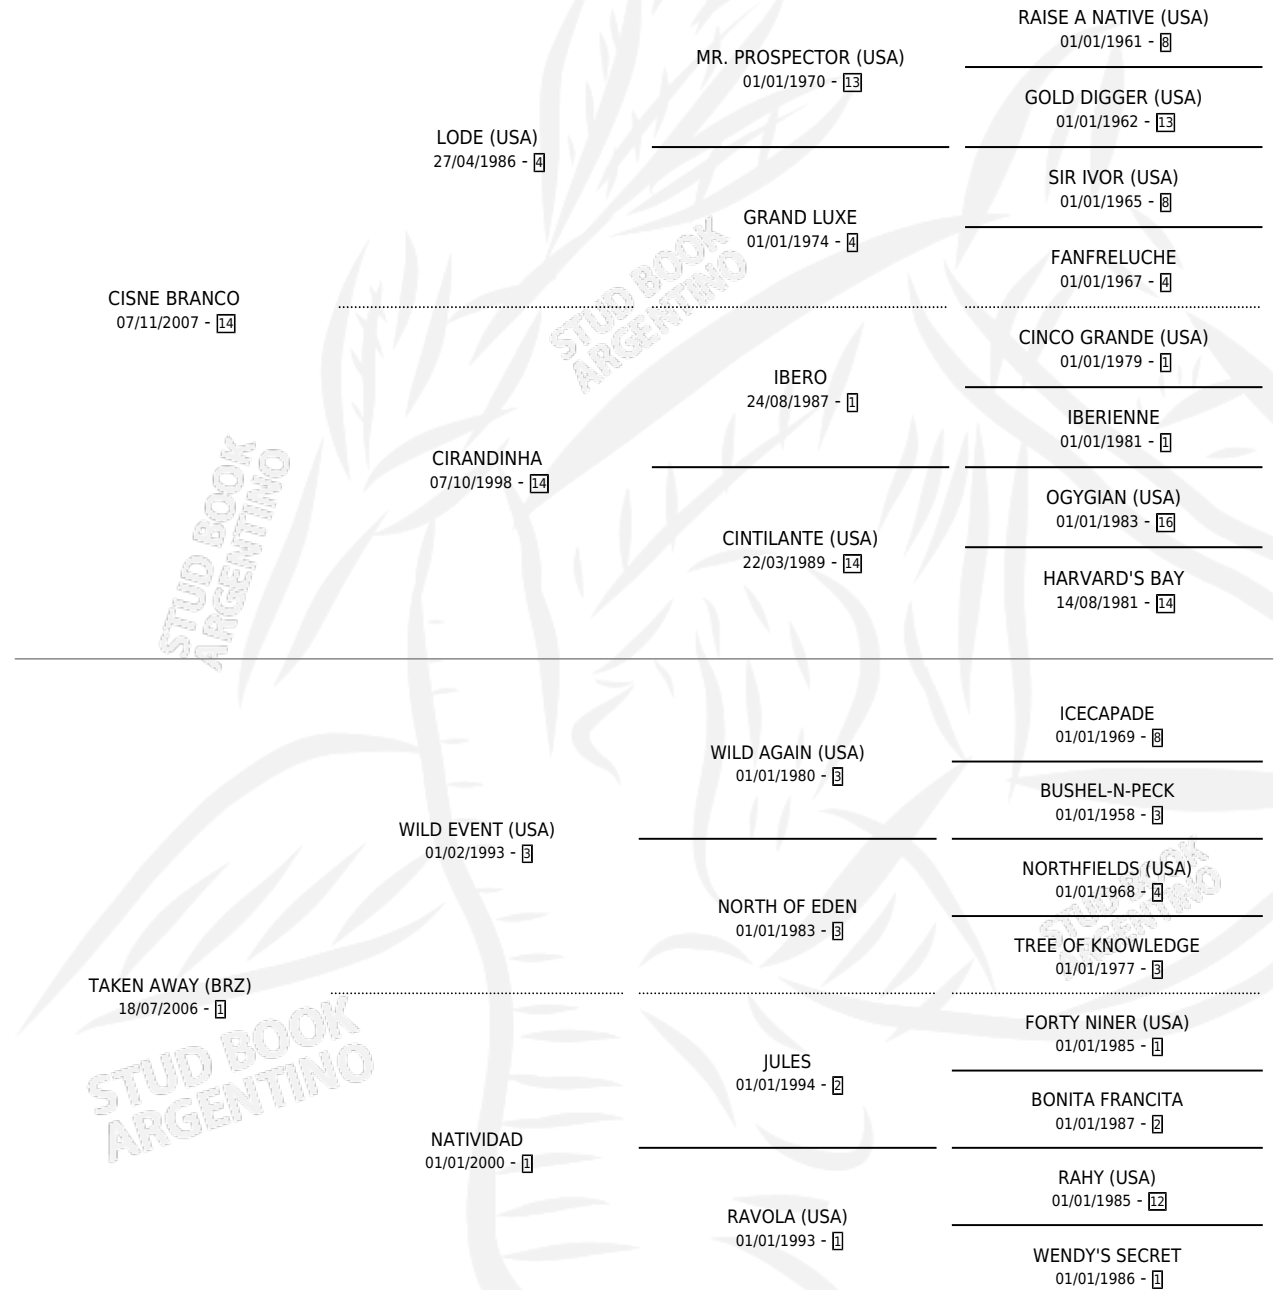 RAISE A NATIVE (USA)
01/01/1961 - 8
MR. PROSPECTOR (USA)
01/01/1970 - 13
GOLD DIGGER (USA)
01/01/1962 - 13
LODE (USA)
27/04/1986 - 4
SIR IVOR (USA)
01/01/1965 - 8
GRAND LUXE
01/01/1974 - 4
FANFRELUCHE
01/01/1967 - 4
CISNE BRANCO
07/11/2007 - 14
STUD BOOK
ARGENTINO
CINCO GRANDE (USA)
01/01/1979 - 1
IBERO
24/08/1987 - 1
IBERIENNE
01/01/1981 - 1
CIRANDINHA
07/10/1998 - 14
OGYGIAN (USA)
01/01/1983 - 16
CINTILANTE (USA)
22/03/1989 - 14
HARVARD'S BAY
14/08/1981 - 14
STUD BOOK
ARGENTINO
ICECAPADE
01/01/1969 - 8
WILD AGAIN (USA)
01/01/1980 - 3
BUSHEL-N-PECK
01/01/1958 - 3
WILD EVENT (USA)
01/02/1993 - 3
NORTHFIELDS (USA)
01/01/1968 - 4
NORTH OF EDEN
01/01/1983 - 3
STUD BOOK
ARGENTINO
TREE OF KNOWLEDGE
01/01/1977 - 3
TAKEN AWAY (BRZ)
18/07/2006 - 1
STUD BOOK
ARGENTINO
FORTY NINER (USA)
01/01/1985 - 1
JULES
01/01/1994 - 2
BONITA FRANCITA
01/01/1987 - 2
NATIVIDAD
01/01/2000 - 1
RAHY (USA)
01/01/1985 - 12
RAVOLA (USA)
01/01/1993 - 1
WENDY'S SECRET
01/01/1986 - 1